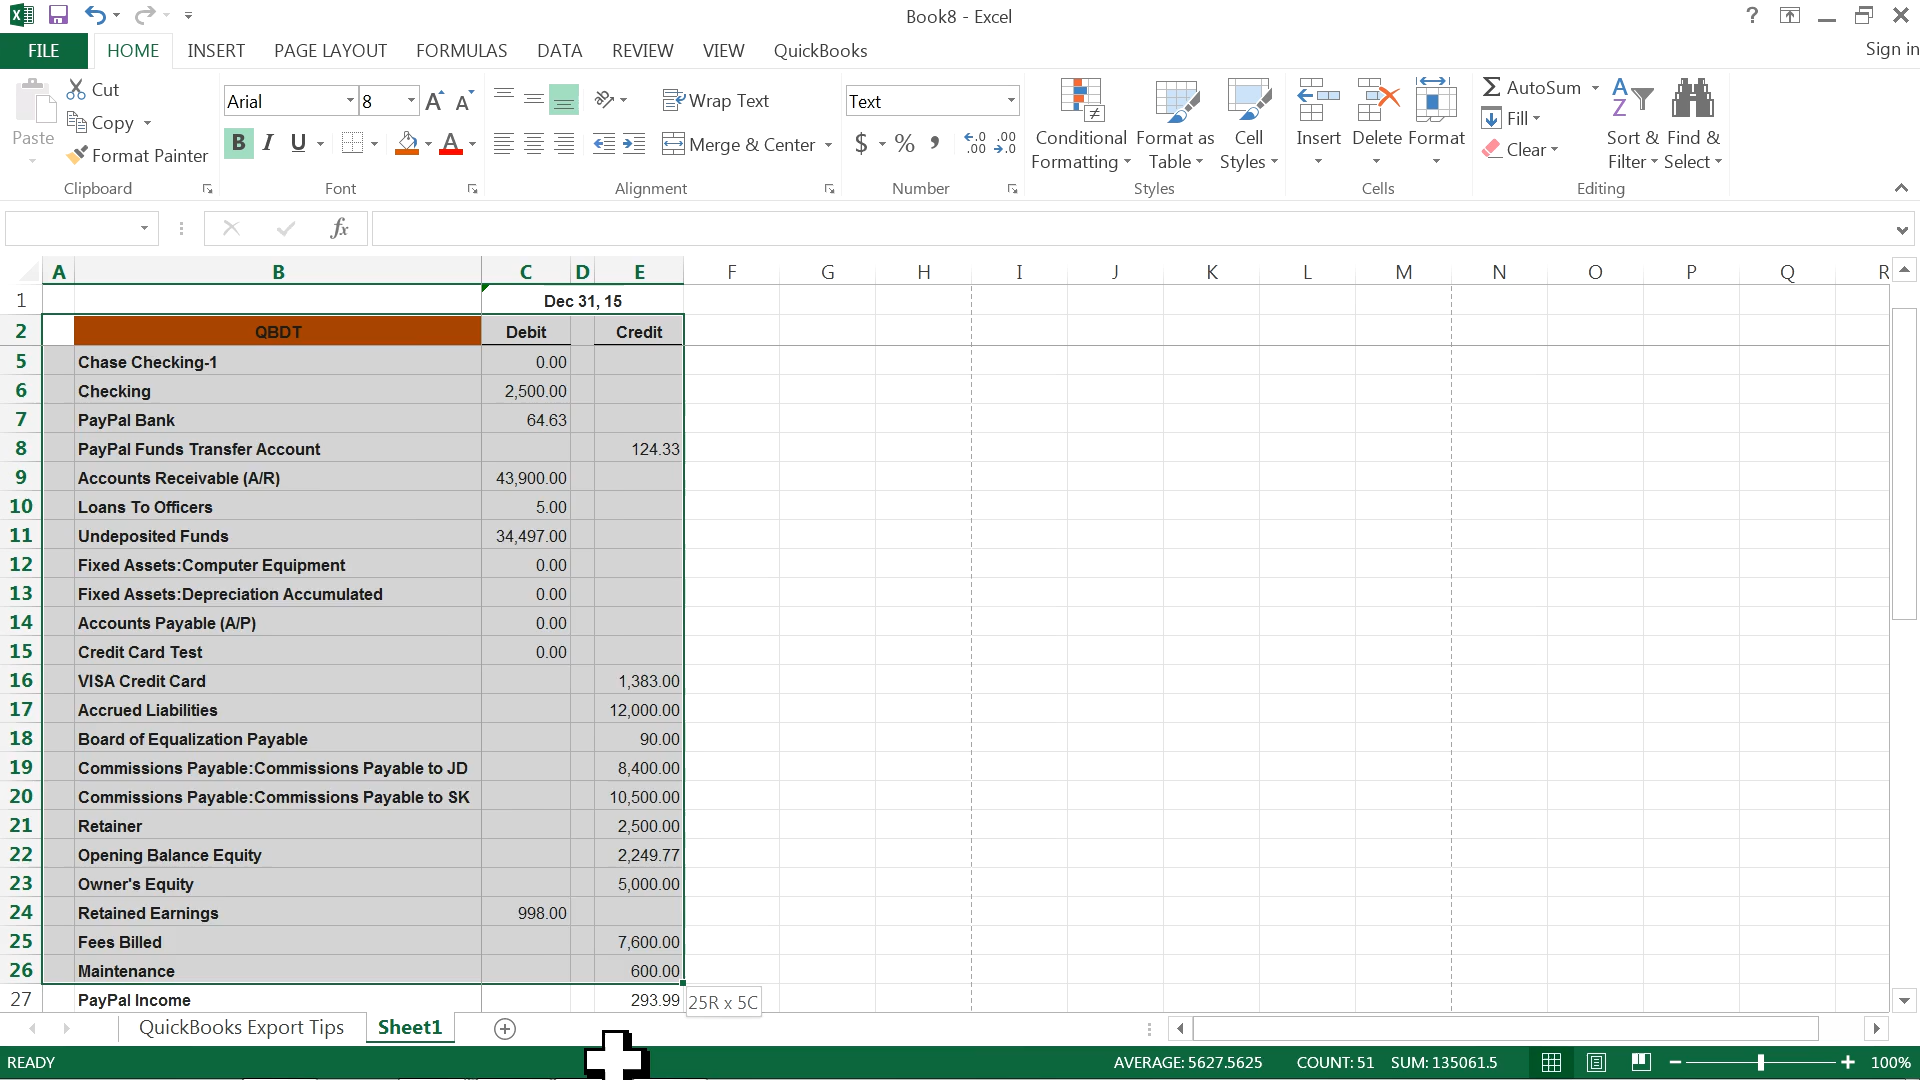 Book8 - Excel
?
FILE HOME INSERT PAGE LAYOUT FORMULAS DATA REVIEW VIEW QuickBooks Sign in
Paste
Cut
Copy
Format Painter
Clipboard
Arial 8
B I U
Font
Wrap Text
Merge & Center
Alignment
Text
$ % ,
Number
Conditional Formatting
Format as Table
Cell Styles
Styles
Insert Delete Format
Cells
AutoSum
Fill
Clear
Sort & Filter
Find & Select
Editing
fx
A B C D E F G H I J K L M N O P Q R
1 Dec 31, 15
2 QBDT Debit Credit
5 Chase Checking-1 0.00
6 Checking 2,500.00
7 PayPal Bank 64.63
8 PayPal Funds Transfer Account 124.33
9 Accounts Receivable (A/R) 43,900.00
10 Loans To Officers 5.00
11 Undeposited Funds 34,497.00
12 Fixed Assets:Computer Equipment 0.00
13 Fixed Assets:Depreciation Accumulated 0.00
14 Accounts Payable (A/P) 0.00
15 Credit Card Test 0.00
16 VISA Credit Card 1,383.00
17 Accrued Liabilities 12,000.00
18 Board of Equalization Payable 90.00
19 Commissions Payable:Commissions Payable to JD 8,400.00
20 Commissions Payable:Commissions Payable to SK 10,500.00
21 Retainer 2,500.00
22 Opening Balance Equity 2,249.77
23 Owner's Equity 5,000.00
24 Retained Earnings 998.00
25 Fees Billed 7,600.00
26 Maintenance 600.00
27 PayPal Income 293.99
25R x 5C
QuickBooks Export Tips Sheet1
READY AVERAGE: 5627.5625 COUNT: 51 SUM: 135061.5 100%